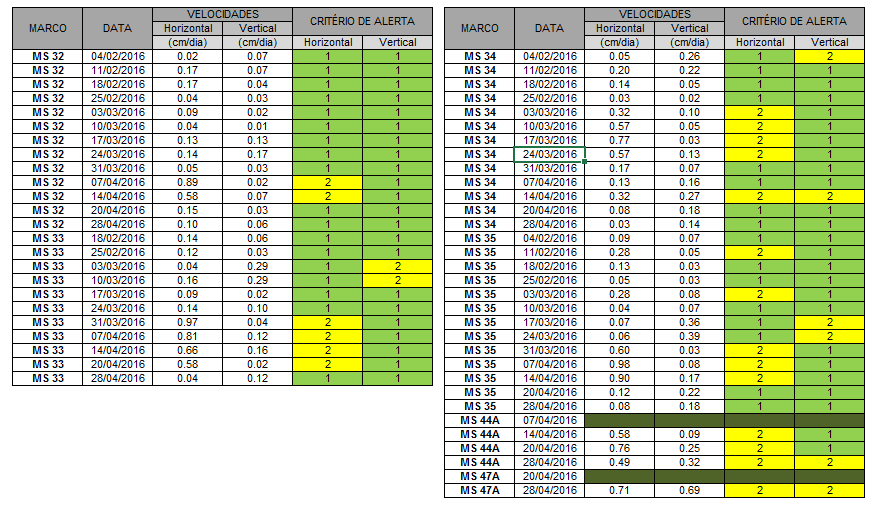 MARCO DATA VELOCIDADES CRITÉRIO DE ALERTA
Horizontal Vertical
(cm/dia) (cm/dia) Horizontal Vertical
MS 32 04/02/2016 0.02 0.07 1 1
MS 32 11/02/2016 0.17 0.07 1 1
MS 32 18/02/2016 0.17 0.04 1 1
MS 32 25/02/2016 0.04 0.03 1 1
MS 32 03/03/2016 0.09 0.02 1 1
MS 32 10/03/2016 0.04 0.01 1 1
MS 32 17/03/2016 0.13 0.13 1 1
MS 32 24/03/2016 0.14 0.17 1 1
MS 32 31/03/2016 0.05 0.03 1 1
MS 32 07/04/2016 0.89 0.02 2 1
MS 32 14/04/2016 0.58 0.07 2 1
MS 32 20/04/2016 0.15 0.03 1 1
MS 32 28/04/2016 0.10 0.06 1 1
MS 33 18/02/2016 0.14 0.06 1 1
MS 33 25/02/2016 0.12 0.03 1 1
MS 33 03/03/2016 0.04 0.29 1 2
MS 33 10/03/2016 0.16 0.29 1 2
MS 33 17/03/2016 0.09 0.02 1 1
MS 33 24/03/2016 0.14 0.10 1 1
MS 33 31/03/2016 0.97 0.04 2 1
MS 33 07/04/2016 0.81 0.12 2 1
MS 33 14/04/2016 0.66 0.16 2 1
MS 33 20/04/2016 0.58 0.02 2 1
MS 33 28/04/2016 0.04 0.12 1 1
MARCO DATA VELOCIDADES CRITÉRIO DE ALERTA
Horizontal Vertical
(cm/dia) (cm/dia) Horizontal Vertical
MS 34 04/02/2016 0.05 0.26 1 2
MS 34 11/02/2016 0.20 0.22 1 1
MS 34 18/02/2016 0.14 0.05 1 1
MS 34 25/02/2016 0.03 0.02 1 1
MS 34 03/03/2016 0.32 0.10 2 1
MS 34 10/03/2016 0.57 0.05 2 1
MS 34 17/03/2016 0.77 0.03 2 1
MS 34 24/03/2016 0.57 0.13 2 1
MS 34 31/03/2016 0.17 0.07 1 1
MS 34 07/04/2016 0.13 0.16 1 1
MS 34 14/04/2016 0.32 0.27 2 2
MS 34 20/04/2016 0.08 0.18 1 1
MS 34 28/04/2016 0.03 0.14 1 1
MS 35 04/02/2016 0.09 0.07 1 1
MS 35 11/02/2016 0.28 0.05 2 1
MS 35 18/02/2016 0.13 0.03 1 1
MS 35 25/02/2016 0.05 0.03 1 1
MS 35 03/03/2016 0.28 0.08 2 1
MS 35 10/03/2016 0.04 0.07 1 1
MS 35 17/03/2016 0.07 0.36 1 2
MS 35 24/03/2016 0.06 0.39 1 2
MS 35 31/03/2016 0.60 0.03 2 1
MS 35 07/04/2016 0.98 0.08 2 1
MS 35 14/04/2016 0.90 0.17 2 1
MS 35 20/04/2016 0.12 0.22 1 1
MS 35 28/04/2016 0.08 0.18 1 1
MS 44A 07/04/2016
MS 44A 14/04/2016 0.58 0.09 2 1
MS 44A 20/04/2016 0.76 0.25 2 1
MS 44A 28/04/2016 0.49 0.32 2 2
MS 47A 20/04/2016
MS 47A 28/04/2016 0.71 0.69 2 2